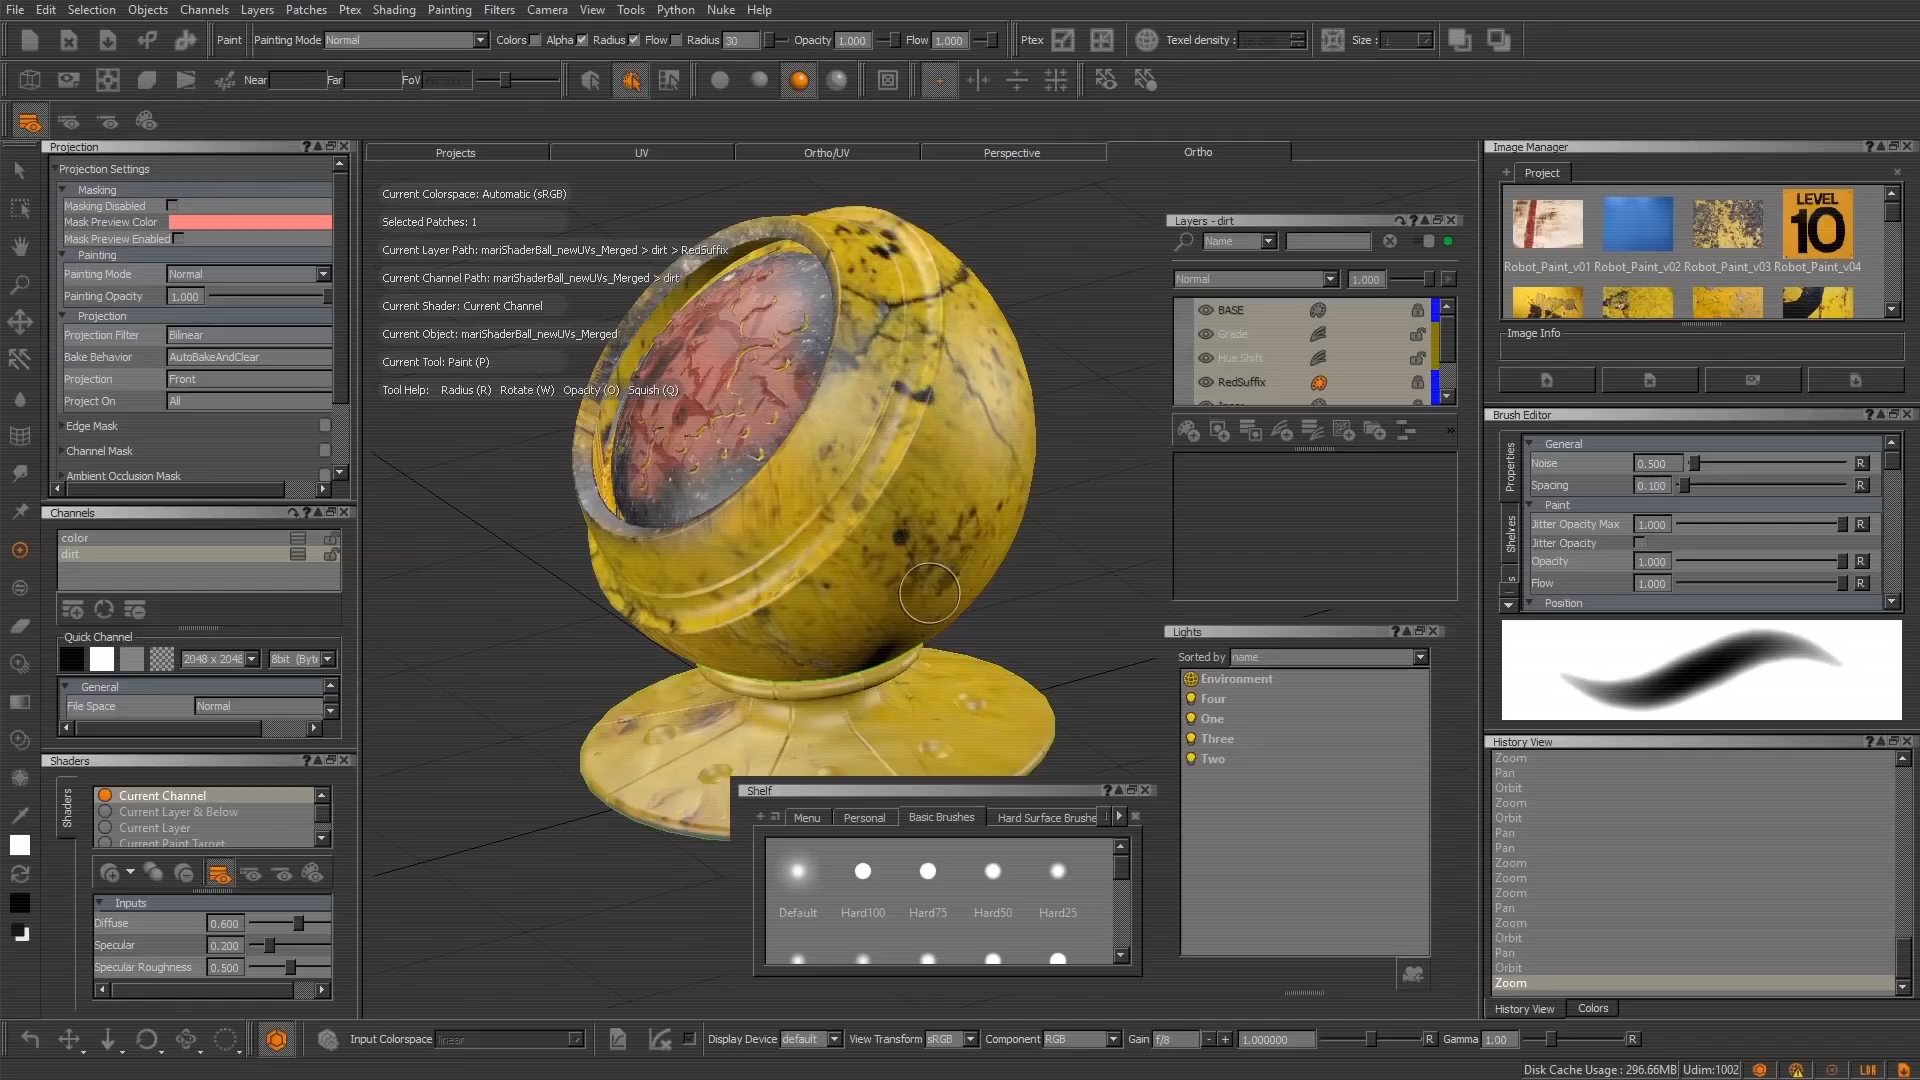 File Edit Selection Objects Channels Layers Patches Ptex Shading Painting Filters Camera View Tools Python Nuke Help
Paint Painting Mode Normal Colors Alpha Radius Flow Radius 30 Opacity 1.000 Flow 1.000 Ptex Texel density : Size : 1
Near Far FoV
Projection
Projection Settings
Masking
Masking Disabled
Mask Preview Color
Mask Preview Enabled
Painting
Painting Mode Normal
Painting Opacity 1.000
Projection
Projection Filter Bilinear
Bake Behavior AutoBakeAndClear
Projection Front
Project On All
Edge Mask
Channel Mask
Ambient Occlusion Mask
Channels
color
dirt
Quick Channel
2048 x 2048 8bit (Byte
General
File Space Normal
Shaders
Shaders
Current Channel
Current Layer & Below
Current Layer
Current Paint Target
Inputs
Diffuse 0.600
Specular 0.200
Specular Roughness 0.500
Projects UV Ortho/UV Perspective Ortho
Current Colorspace: Automatic (sRGB)
Selected Patches: 1
Current Layer Path: mariShaderBall_newUVs_Merged > dirt > RedSuffix
Current Channel Path: mariShaderBall_newUVs_Merged > dirt
Current Shader: Current Channel
Current Object: mariShaderBall_newUVs_Merged
Current Tool: Paint (P)
Tool Help: Radius (R) Rotate (W) Opacity (O) Squish (Q)
Layers - dirt
Name
Normal 1.000
BASE
Grade
Hue Shift
RedSuffix
Lights
Sorted by name
Environment
Four
One
Three
Two
Shelf
Menu Personal Basic Brushes Hard Surface Brushe
Default Hard100 Hard75 Hard50 Hard25
Image Manager
Project
LEVEL
10
Robot_Paint_v01 Robot_Paint_v02 Robot_Paint_v03 Robot_Paint_v04
Image Info
Brush Editor
Properties
Shelves
General
Noise 0.500 R
Spacing 0.100 R
Paint
Jitter Opacity Max 1.000 R
Jitter Opacity
Opacity 1.000 R
Flow 1.000 R
Position
History View
Zoom
Pan
Orbit
Zoom
Orbit
Pan
Pan
Zoom
Orbit
Zoom
Pan
Zoom
Orbit
Pan
Orbit
Zoom
History View Colors
Input Colorspace linear Display Device default View Transform sRGB Component RGB Gain f/8 - + 1.000000 R Gamma 1.00 R
Disk Cache Usage : 296.66MB Udim:1002 LDR